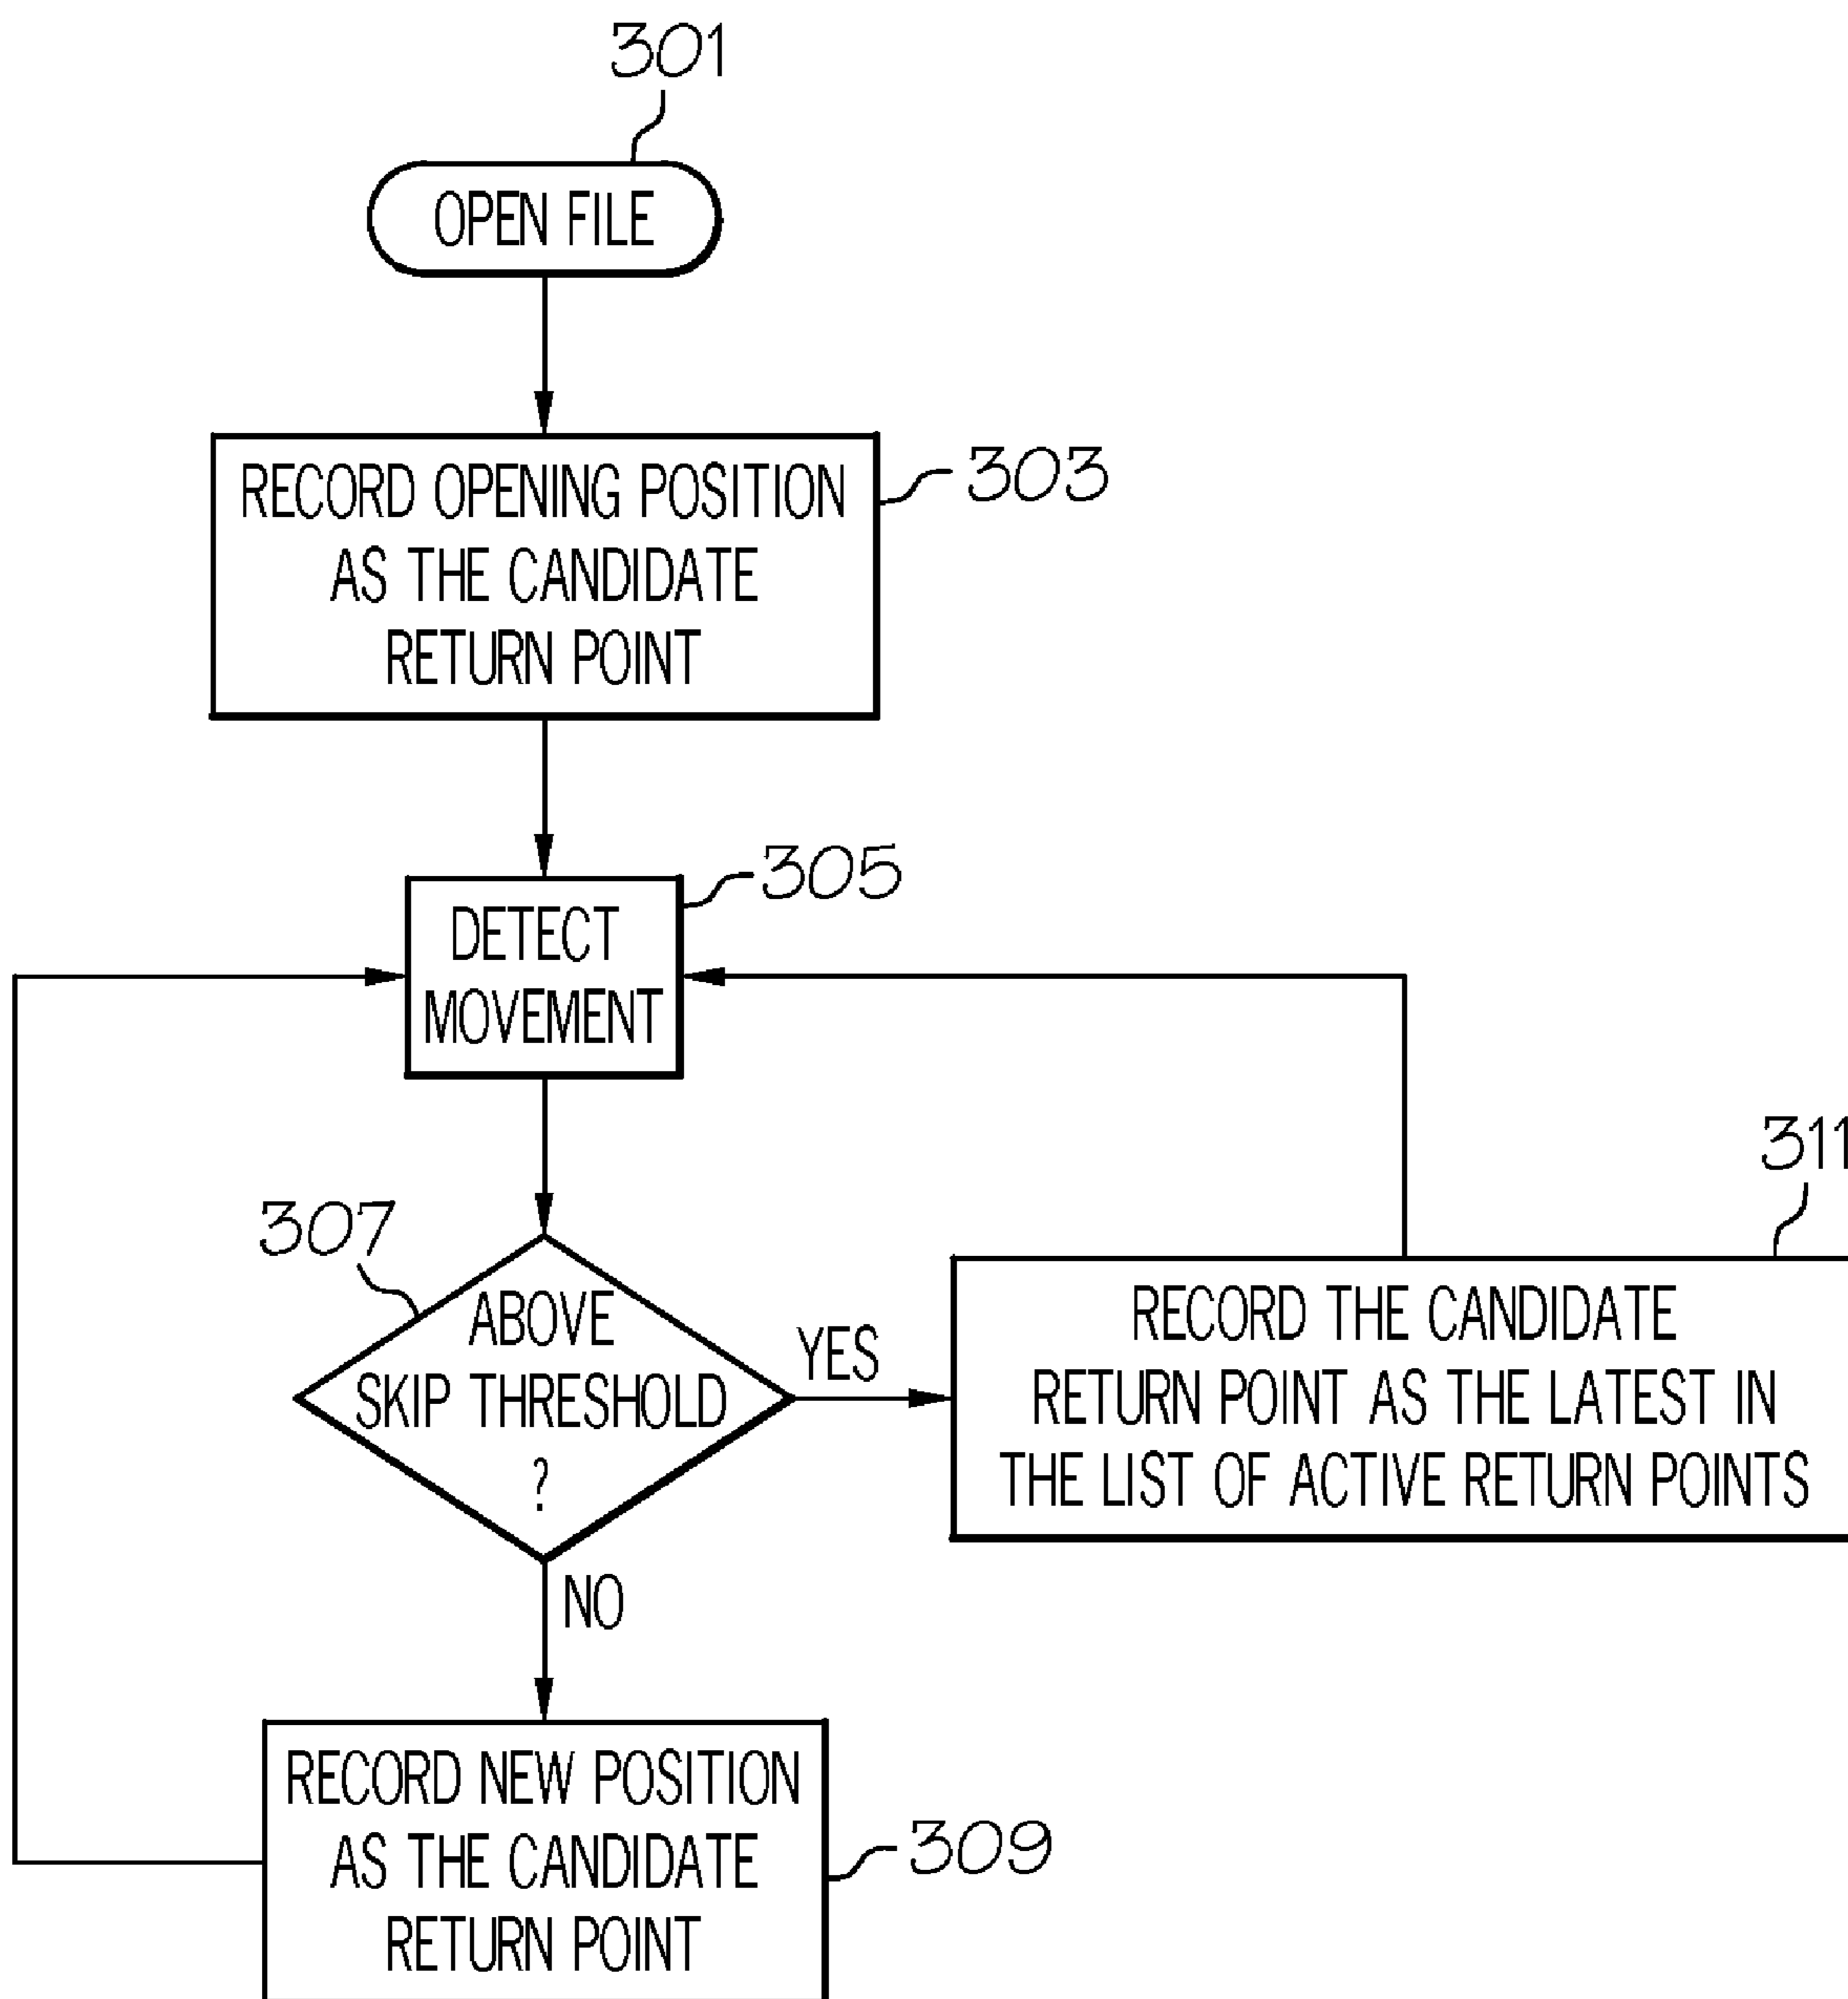 301
OPEN FILE
RECORD OPENING POSITION
AS THE CANDIDATE
RETURN POINT
303
DETECT
MOVEMENT
305
307
ABOVE
SKIP THRESHOLD
?
YES
NO
311
RECORD THE CANDIDATE
RETURN POINT AS THE LATEST IN
THE LIST OF ACTIVE RETURN POINTS
RECORD NEW POSITION
AS THE CANDIDATE
RETURN POINT
309